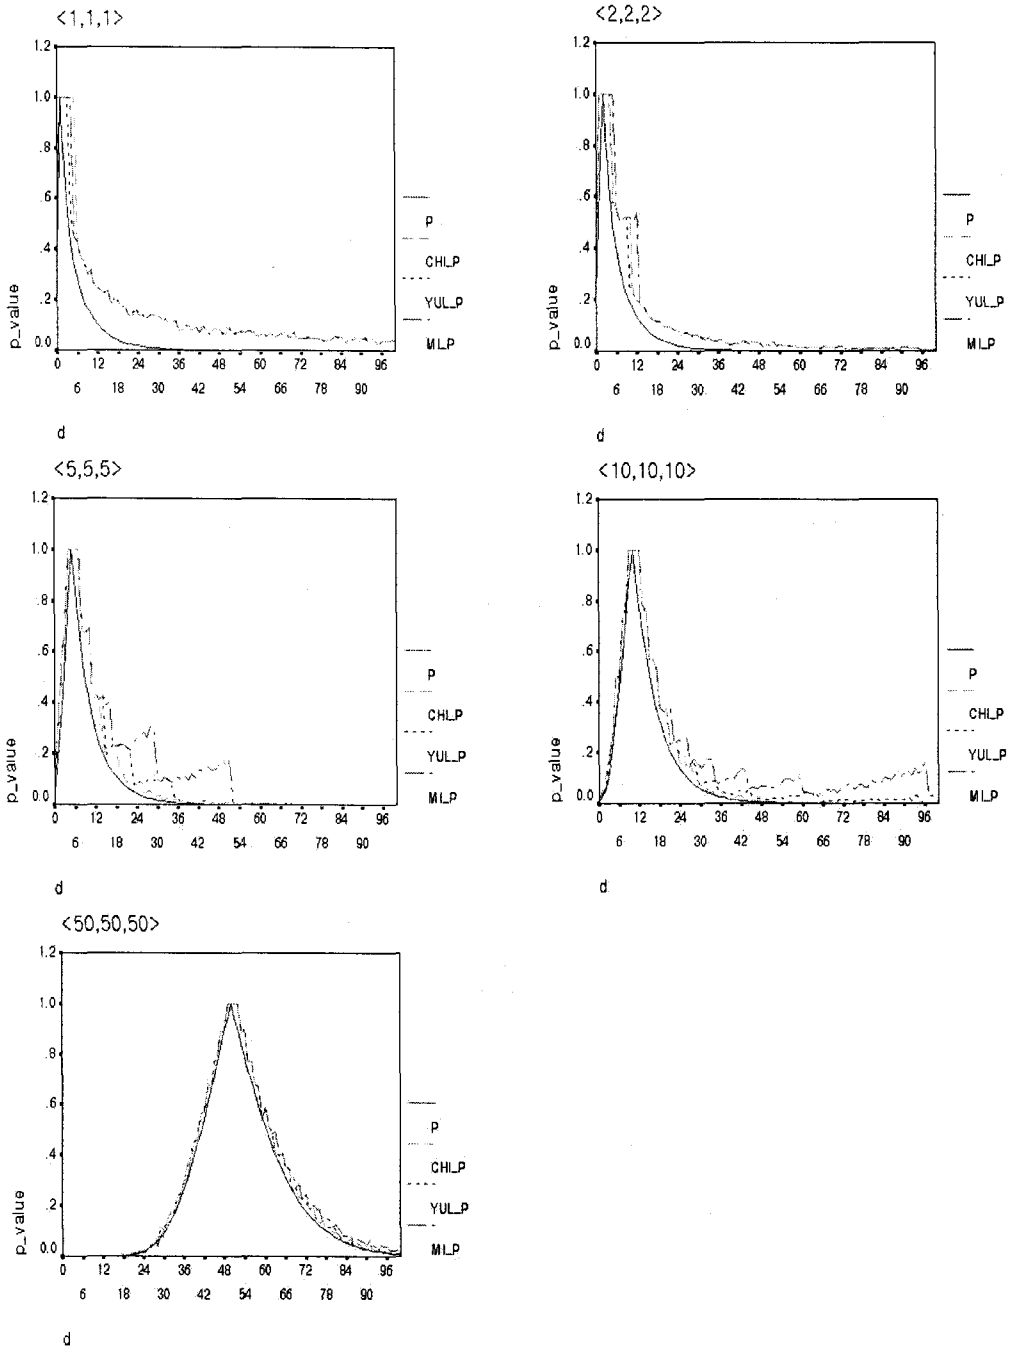 <1,1,1>
1.2
1.0
.8
.6
.4
.2
0.0
p_value
0 12 24 36 48 60 72 84 96
6 18 30 42 54 66 78 90
d
P
CHI_P
YUL_P
MI_P
<2,2,2>
1.2
1.0
.8
.6
.4
.2
0.0
p_value
0 12 24 36 48 60 72 84 96
6 18 30 42 54 66 78 90
d
P
CHI_P
YUL_P
MI_P
<5,5,5>
1.2
1.0
.8
.6
.4
.2
0.0
p_value
0 12 24 36 48 60 72 84 96
6 18 30 42 54 66 78 90
d
P
CHI_P
YUL_P
MI_P
<10,10,10>
1.2
1.0
.8
.6
.4
.2
0.0
p_value
0 12 24 36 48 60 72 84 96
6 18 30 42 54 66 78 90
d
P
CHI_P
YUL_P
MI_P
<50,50,50>
1.2
1.0
.8
.6
.4
.2
0.0
p_value
0 12 24 36 48 60 72 84 96
6 18 30 42 54 66 78 90
d
P
CHI_P
YUL_P
MI_P